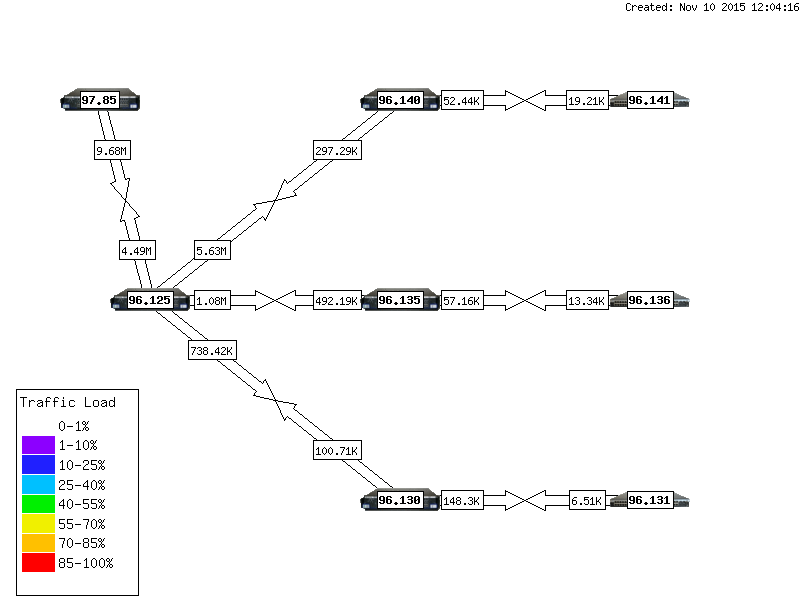 Created: Nov 10 2015 12:04:16
97.85
96.140
52.44K
19.21K
96.141
9.68M
297.29K
4.49M
5.63M
96.125
1.08M
492.19K
96.135
57.16K
13.34K
96.136
738.42K
Traffic Load
0-1%
1-10%
10-25%
25-40%
40-55%
55-70%
70-85%
85-100%
100.71K
96.130
148.3K
6.51K
96.131